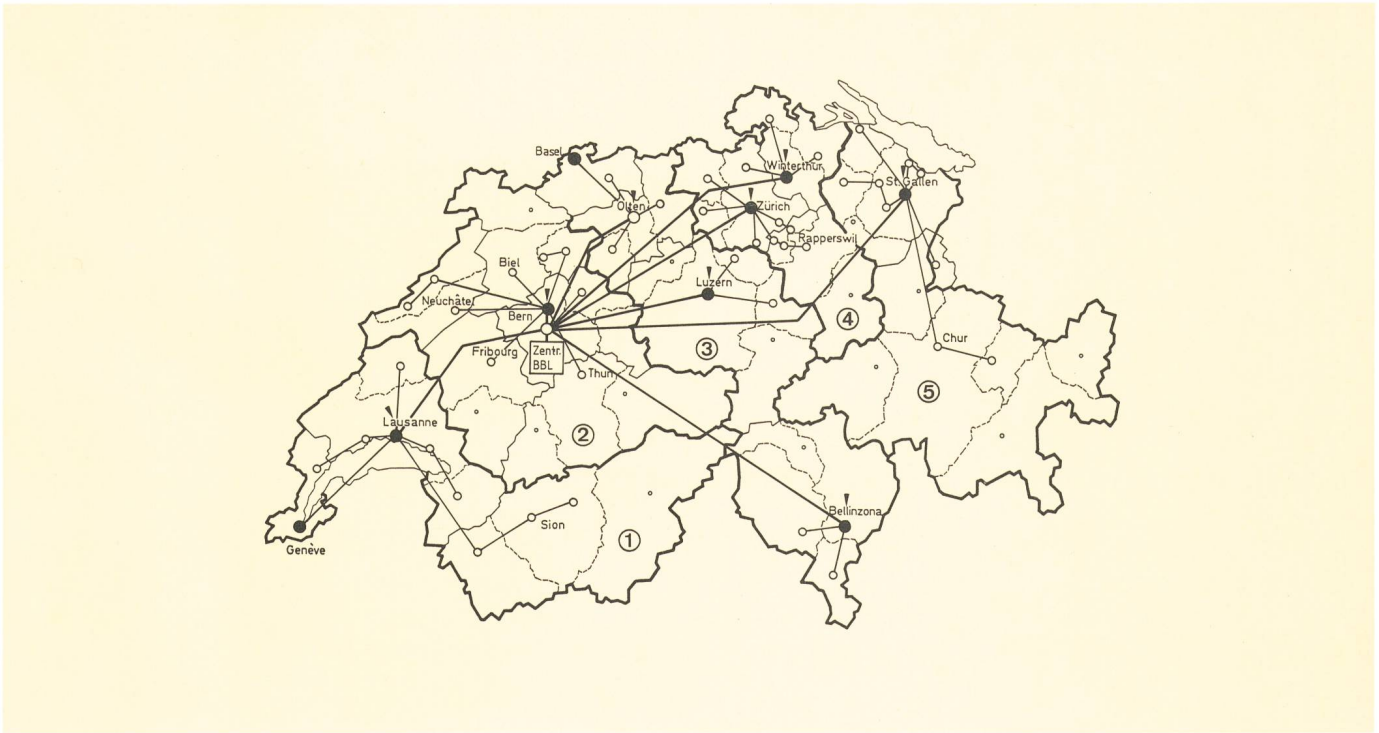 Basel
Winterthur
St. Gallen
Olten
Zürich
Rapperswil
Biel
Luzern
Neuchâtel
Bern
④
Chur
Fribourg
Zentr.
BBL
③
Thun
⑤
Lausanne
②
Bellinzona
Sion
①
Genève